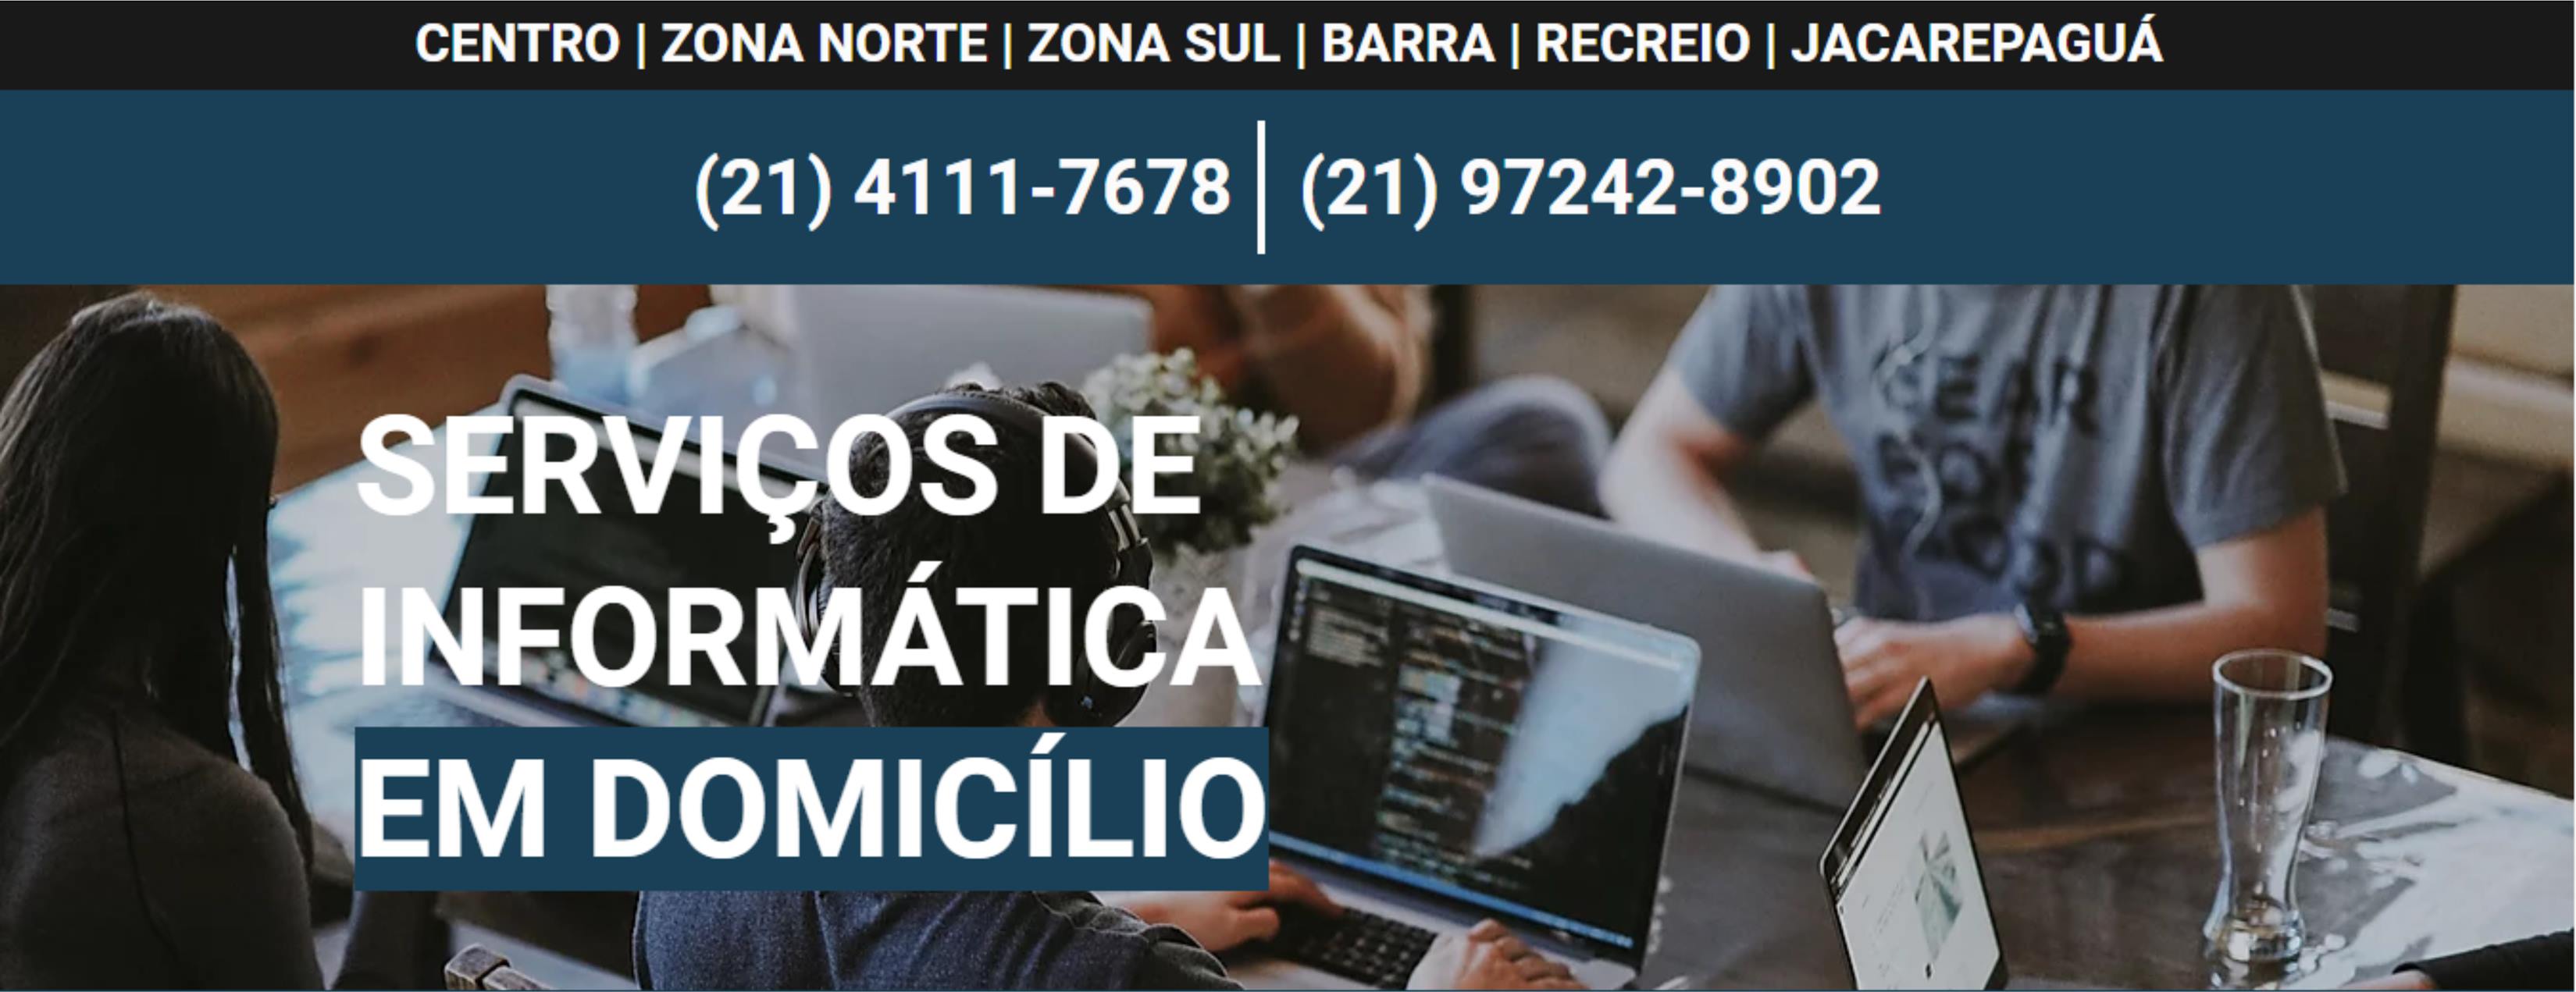 CENTRO | ZONA NORTE | ZONA SUL | BARRA | RECREIO | JACAREPAGUÁ
(21) 4111-7678 | (21) 97242-8902
SERVIÇOS DE
INFORMÁTICA
EM DOMICÍLIO